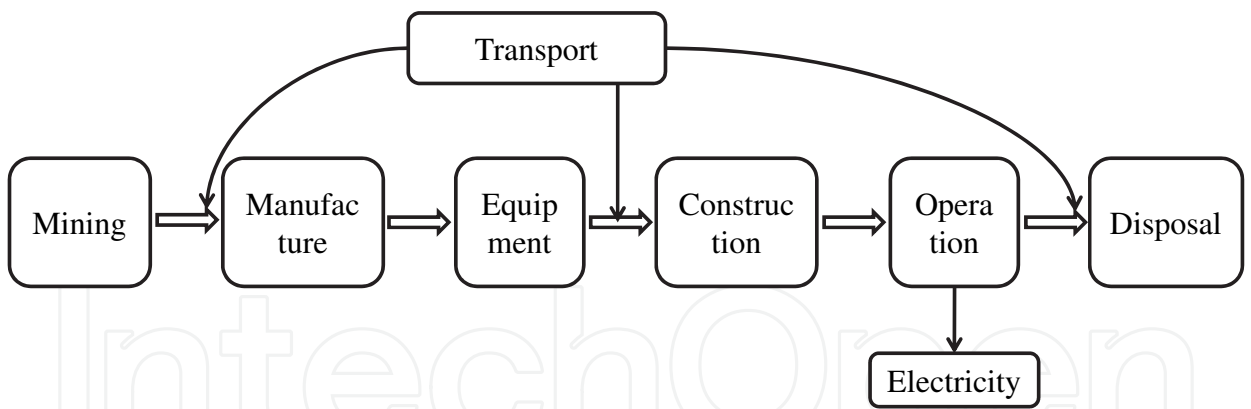 Transport
Mining
Manufac
ture
Equip
ment
Construc
tion
Opera
tion
Disposal
Electricity
IntechOpen